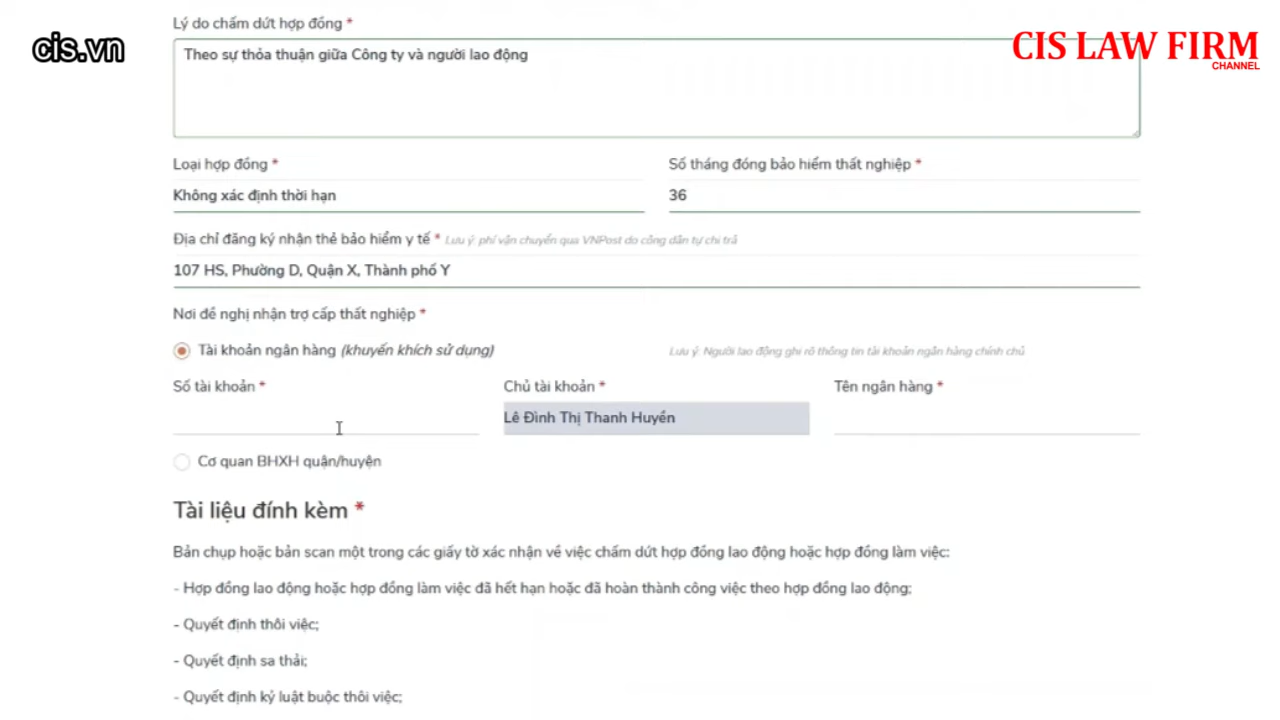 Lý do chấm dứt hợp đồng *
cis.vn
CIS LAW FIRM
CHANNEL
Theo sự thỏa thuận giữa Công ty và người lao động
Loại hợp đồng *
Số tháng đóng bảo hiểm thất nghiệp *
Không xác định thời hạn
36
Địa chỉ đăng ký nhận thẻ bảo hiểm y tế * Lưu ý: phí vận chuyển qua VNPost do công dân tự chi trả
107 HS, Phường D, Quận X, Thành phố Y
Nơi đề nghị nhận trợ cấp thất nghiệp *
Tài khoản ngân hàng (khuyến khích sử dụng)
Lưu ý: Người lao động ghi rõ thông tin tài khoản ngân hàng chính chủ
Số tài khoản *
Chủ tài khoản *
Tên ngân hàng *
Lê Đình Thị Thanh Huyền
Cơ quan BHXH quận/huyện
Tài liệu đính kèm *
Bản chụp hoặc bản scan một trong các giấy tờ xác nhận về việc chấm dứt hợp đồng lao động hoặc hợp đồng làm việc:
- Hợp đồng lao động hoặc hợp đồng làm việc đã hết hạn hoặc đã hoàn thành công việc theo hợp đồng lao động;
- Quyết định thôi việc;
- Quyết định sa thải;
- Quyết định kỷ luật buộc thôi việc;